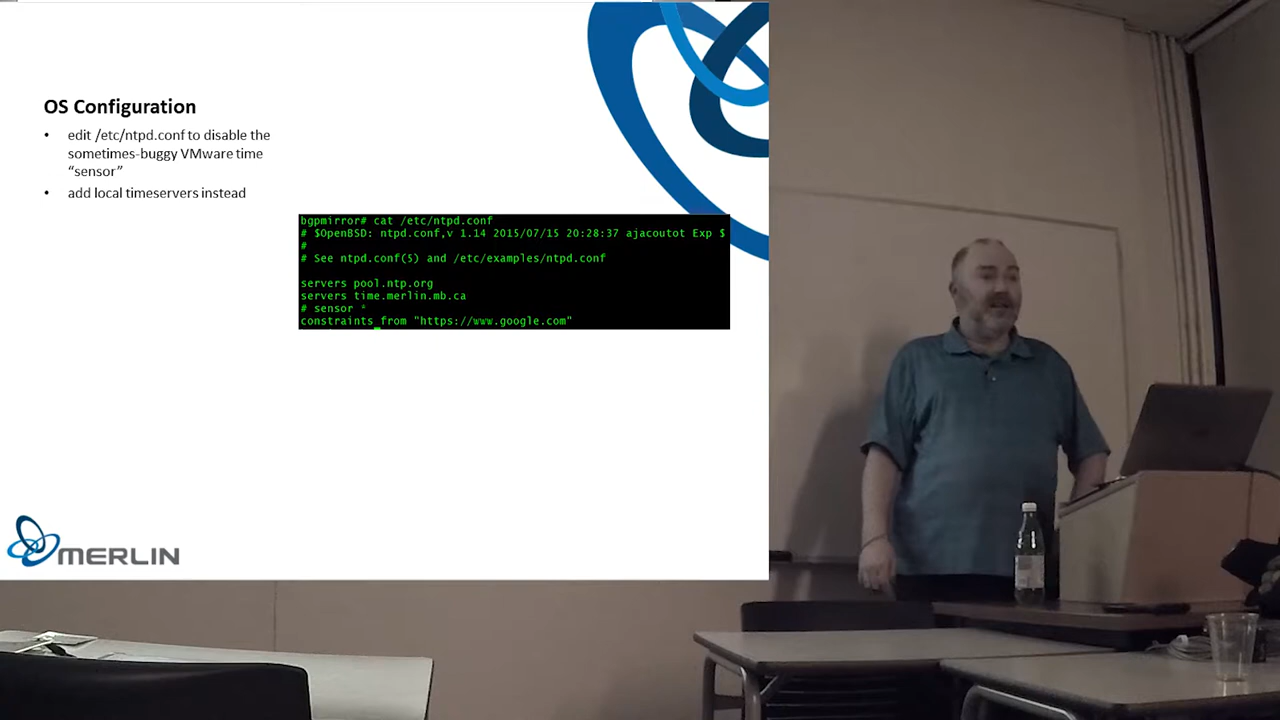 OS Configuration
• edit /etc/ntpd.conf to disable the
sometimes-buggy VMware time
“sensor”
• add local timeservers instead
bgpmirror# cat /etc/ntpd.conf
# $OpenBSD: ntpd.conf,v 1.14 2015/07/15 20:28:37 ajacoutot Exp $
#
# See ntpd.conf(5) and /etc/examples/ntpd.conf
servers pool.ntp.org
servers time.merlin.mb.ca
# sensor *
constraints from "https://www.google.com"
MERLIN